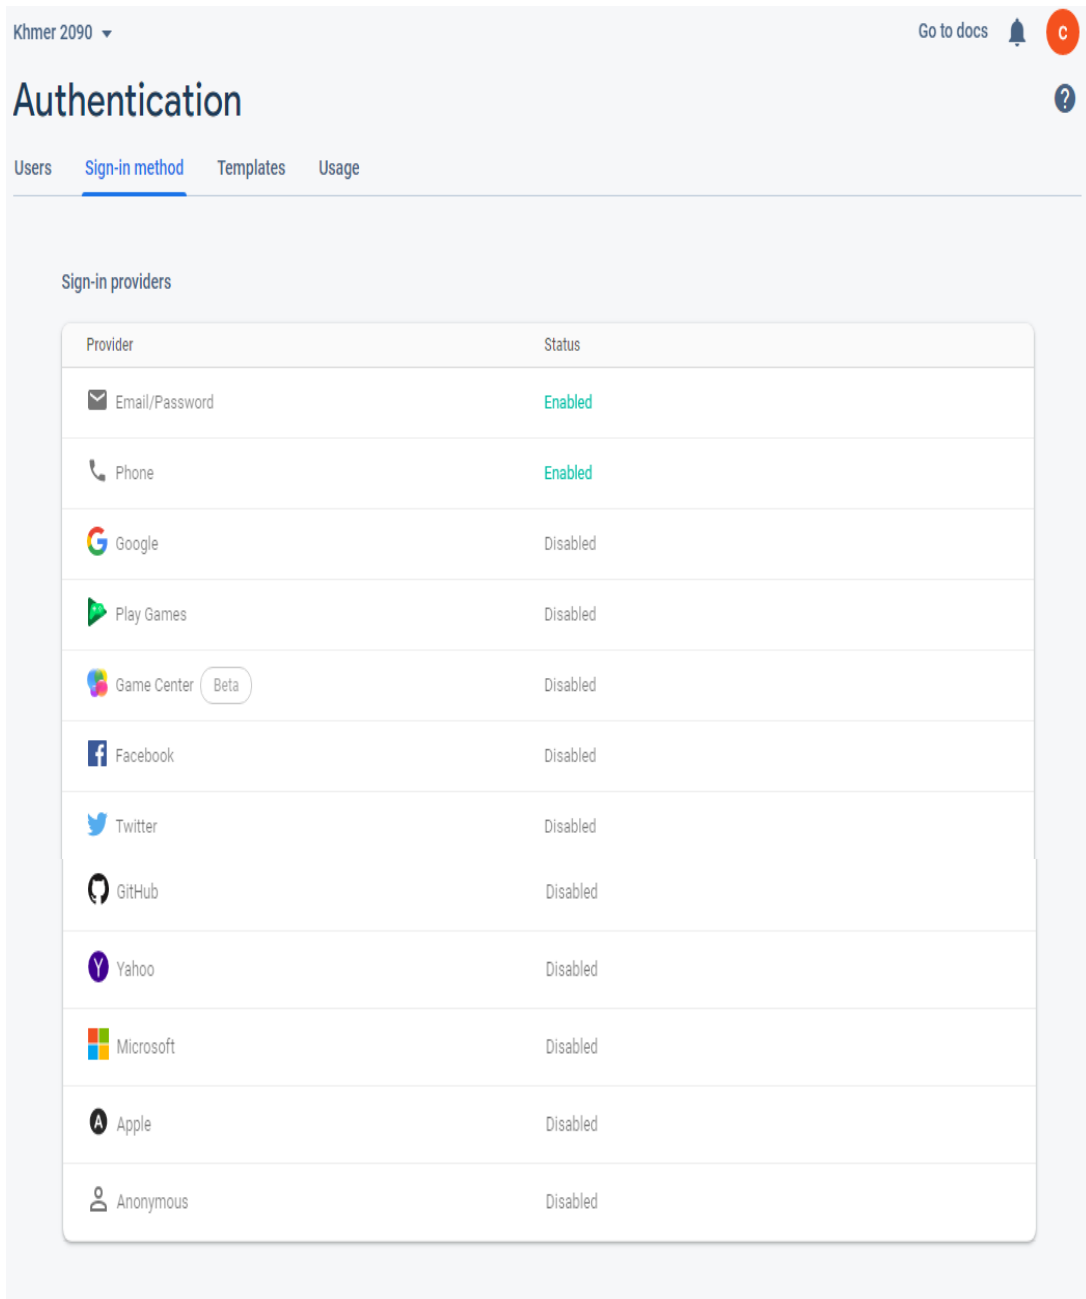 Khmer 2090 Go to docs C
Authentication ?
Users Sign-in method Templates Usage
Sign-in providers
Provider Status
Email/Password Enabled
Phone Enabled
Google Disabled
Play Games Disabled
Game Center Beta Disabled
Facebook Disabled
Twitter Disabled
GitHub Disabled
Yahoo Disabled
Microsoft Disabled
Apple Disabled
Anonymous Disabled